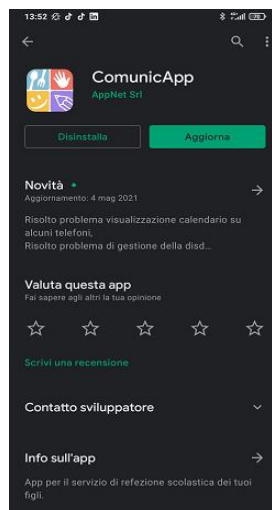 13:52
ComunicApp
AppNet Srl
Disinstalla
Aggiorna
Novità
Aggiornamento: 4 mag 2021
Risolto problema visualizzazione calendario su
alcuni telefoni,
Risolto problema di gestione della disd...
Valuta questa app
Fai sapere agli altri la tua opinione
Scrivi una recensione
Contatto sviluppatore
Info sull'app
App per il servizio di refezione scolastica dei tuoi
figli.